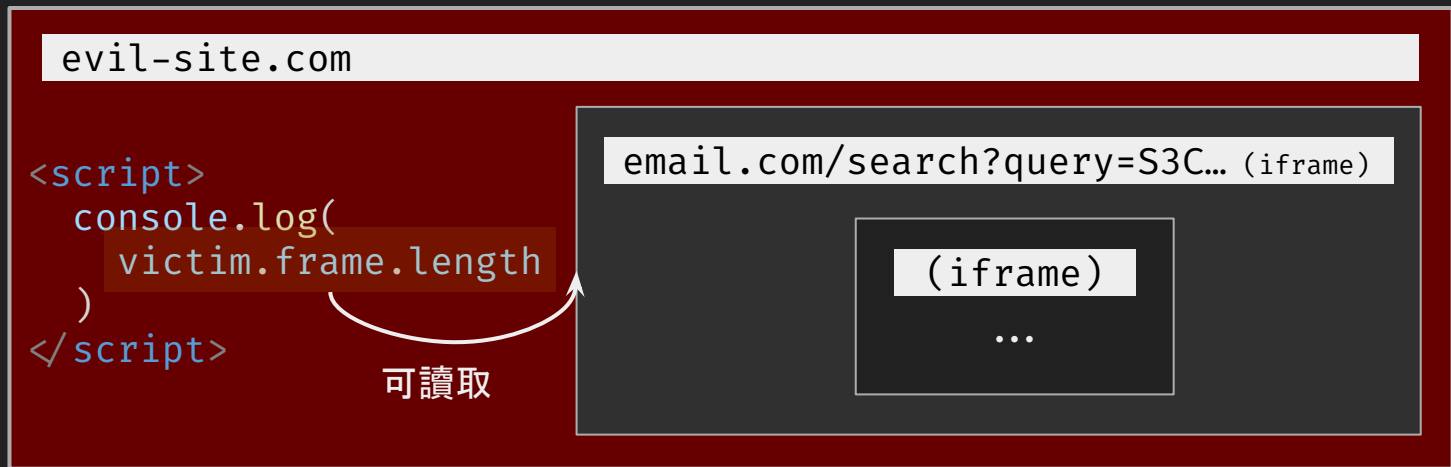 evil-site.com
<script>
console.log(
victim.frame.length
)
</script>
可讀取
email.com/search?query=S3C… (iframe)
(iframe)
…